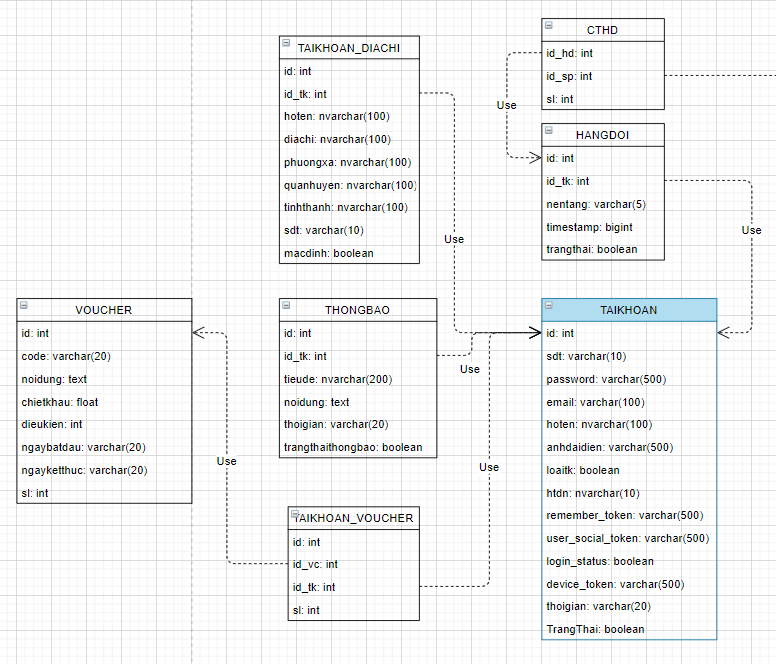 TAIKHOAN_DIACHI
id: int
id_tk: int
hoten: nvarchar(100)
diachi: nvarchar(100)
phuongxa: nvarchar(100)
quanhuyen: nvarchar(100)
tinhthanh: nvarchar(100)
sdt: varchar(10)
macdinh: boolean
CTHD
id_hd: int
id_sp: int
sl: int
Use
HANGDOI
id: int
id_tk: int
nentang: varchar(5)
timestamp: bigint
trangthai: boolean
Use
Use
VOUCHER
id: int
code: varchar(20)
noidung: text
chietkhau: float
dieukien: int
ngaybatdau: varchar(20)
ngayketthuc: varchar(20)
sl: int
THONGBAO
id: int
id_tk: int
tieude: nvarchar(200)
noidung: text
thoigian: varchar(20)
trangthaithongbao: boolean
Use
TAIKHOAN
id: int
sdt: varchar(10)
password: varchar(500)
email: varchar(100)
hoten: nvarchar(100)
anhdaidien: varchar(500)
loaitk: boolean
htdn: nvarchar(10)
remember_token: varchar(500)
user_social_token: varchar(500)
login_status: boolean
device_token: varchar(500)
thoigian: varchar(20)
TrangThai: boolean
Use
Use
TAIKHOAN_VOUCHER
id: int
id_vc: int
id_tk: int
sl: int